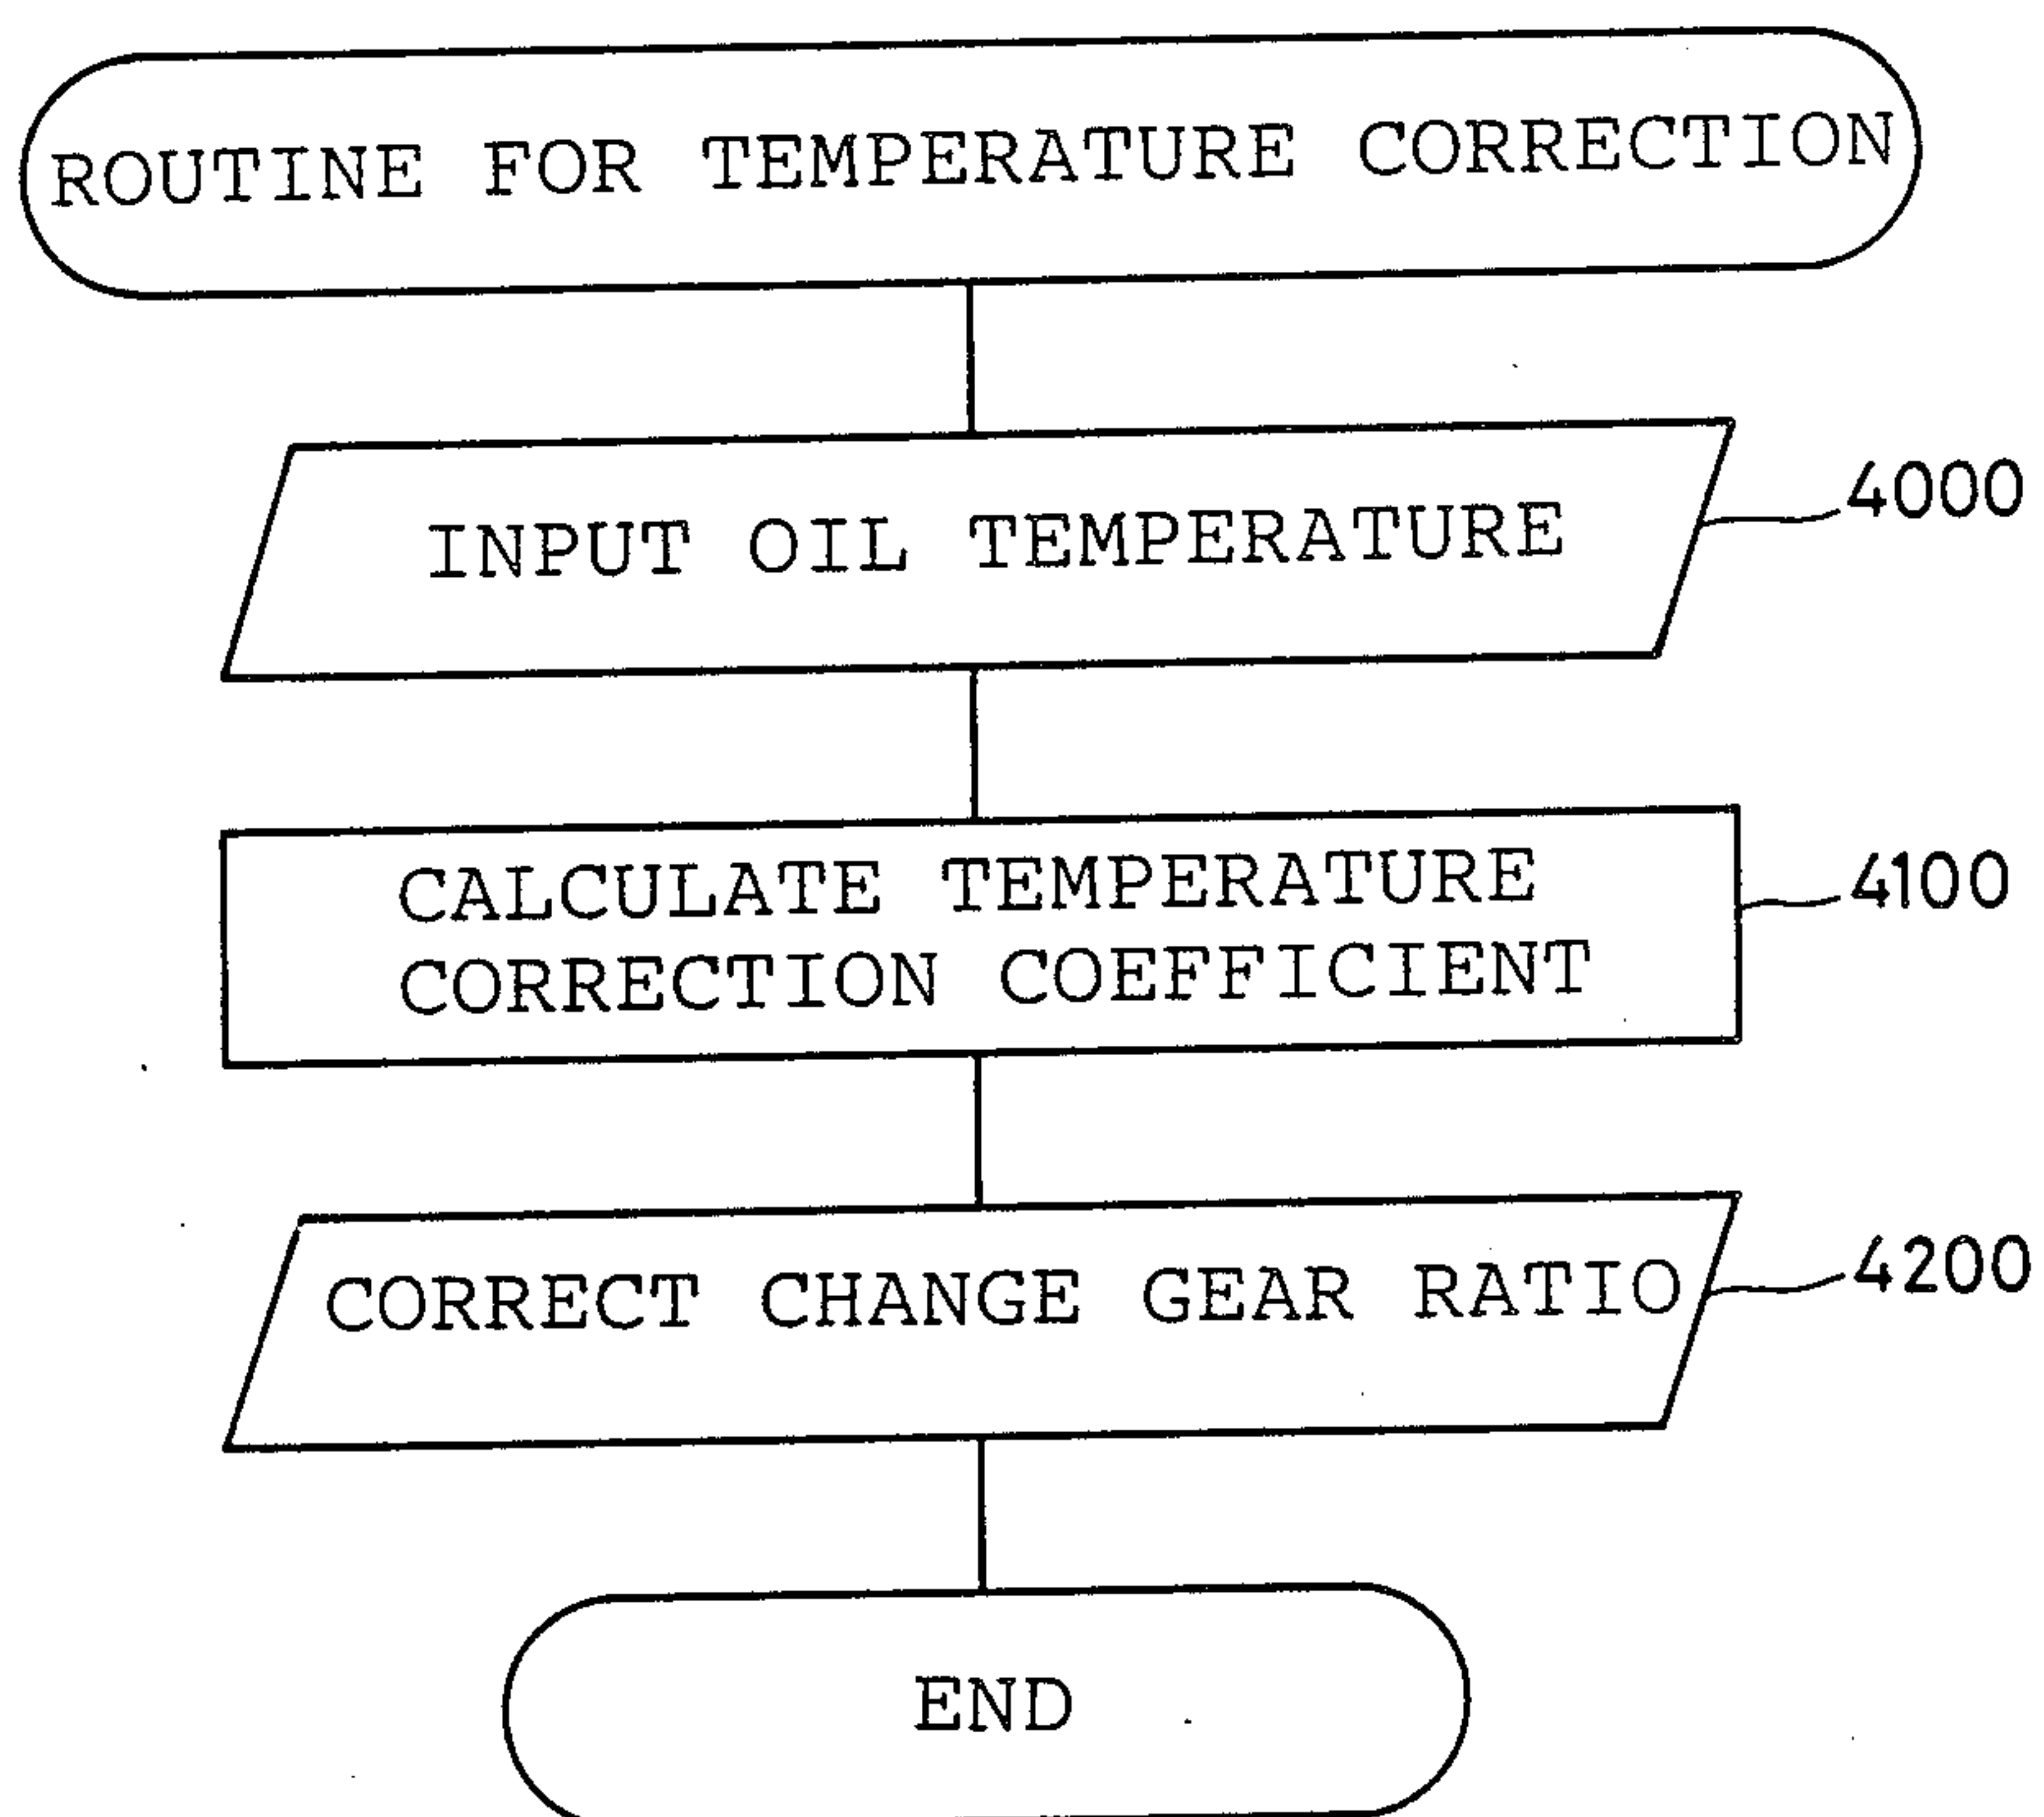 ROUTINE FOR TEMPERATURE CORRECTION
INPUT OIL TEMPERATURE
4000
CALCULATE TEMPERATURE
CORRECTION COEFFICIENT
4100
CORRECT CHANGE GEAR RATIO
4200
END